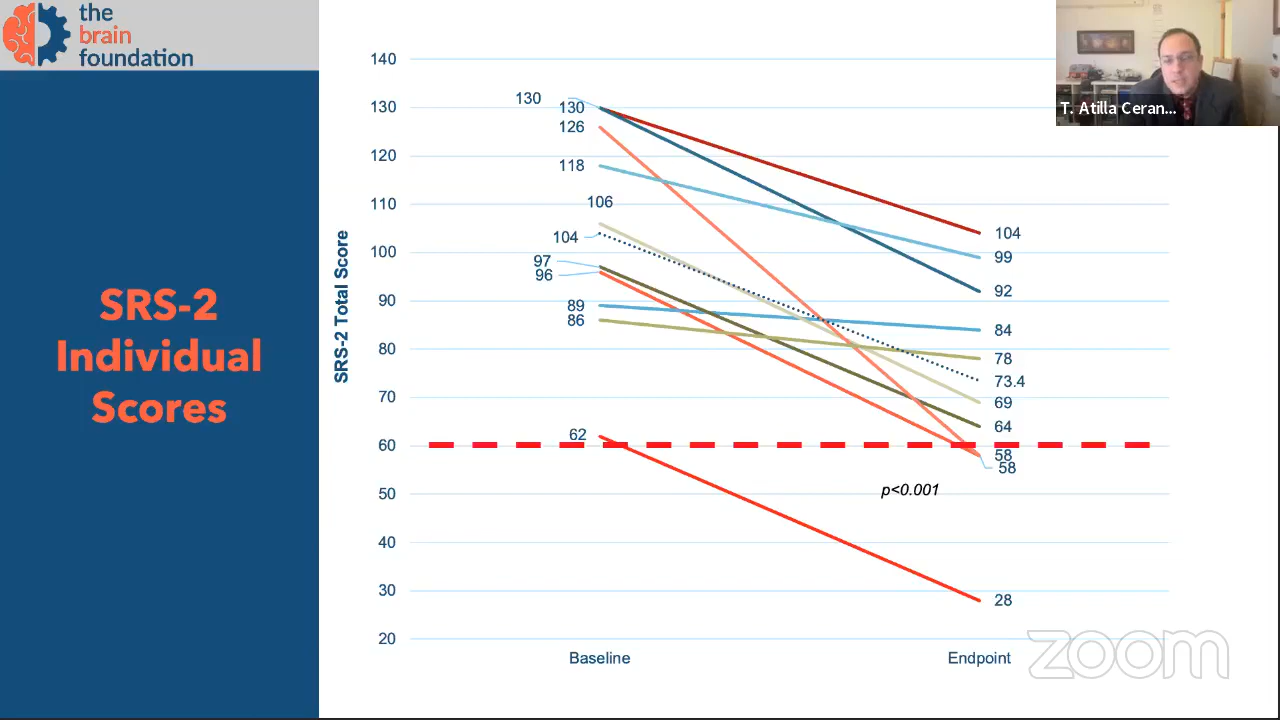 the
brain
foundation
SRS-2
Individual
Scores
SRS-2 Total Score
140
130
120
110
100
90
80
70
60
50
40
30
20
130
130
126
118
106
104
97
96
89
86
62
104
99
92
84
78
73.4
69
64
58
58
28
p<0.001
Baseline
Endpoint
T. Atilla Ceran...
zoom